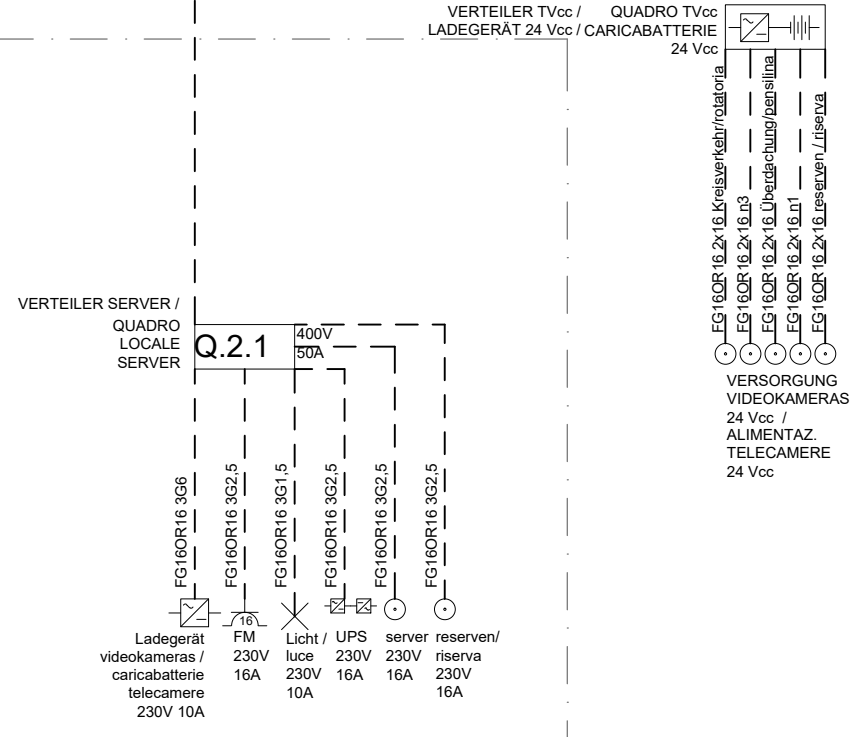 VERTEILER TVcc / QUADRO TVcc
LADEGERÄT 24 Vcc / CARICABATTERIE
24 Vcc
FG16OR16 2x16 Kreisverkehr/rotatoria
FG16OR16 2x16 n3
FG16OR16 2x16 Überdachung/pensilina
FG16OR16 2x16 n1
FG16OR16 2x16 reserven / riserva
VERSORGUNG
VIDEOKAMERAS
24 Vcc /
ALIMENTAZ.
TELECAMERE
24 Vcc
VERTEILER SERVER /
QUADRO
LOCALE
SERVER
Q.2.1
400V
50A
FG16OR16 3G6
FG16OR16 3G2,5
FG16OR16 3G1,5
FG16OR16 3G2,5
FG16OR16 3G2,5
FG16OR16 3G2,5
16
Ladegerät
videokameras /
caricabatterie
telecamere
230V 10A
FM
230V
16A
Licht /
luce
230V
10A
UPS
230V
16A
server
230V
16A
reserven/
riserva
230V
16A